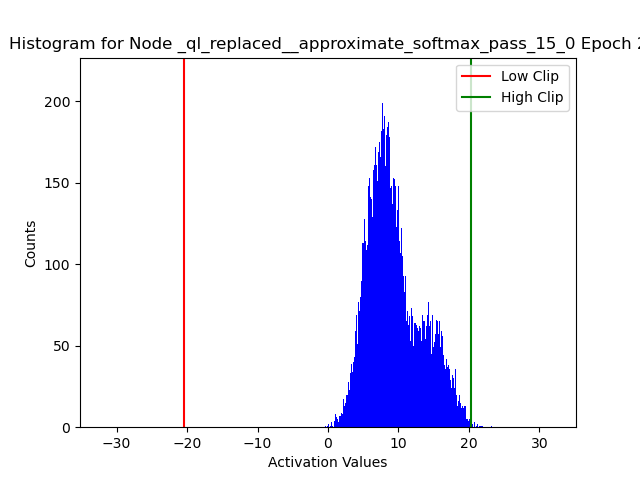 Histogram for Node _ql_replaced__approximate_softmax_pass_15_0 Epoch 2
Low Clip
High Clip
200
150
100
50
0
Counts
−30
−20
−10
0
10
20
30
Activation Values